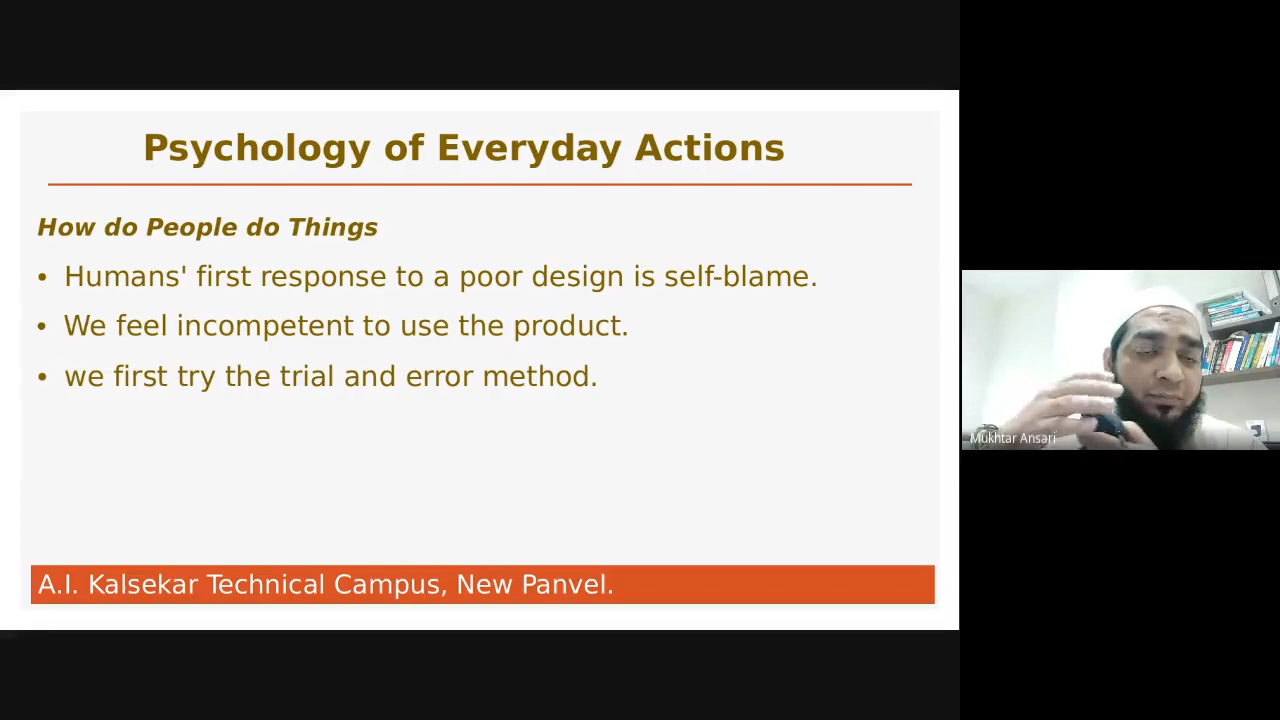 Psychology of Everyday Actions
How do People do Things
• Humans' first response to a poor design is self-blame.
• We feel incompetent to use the product.
• we first try the trial and error method.
A.I. Kalsekar Technical Campus, New Panvel.
Mukhtar Ansari